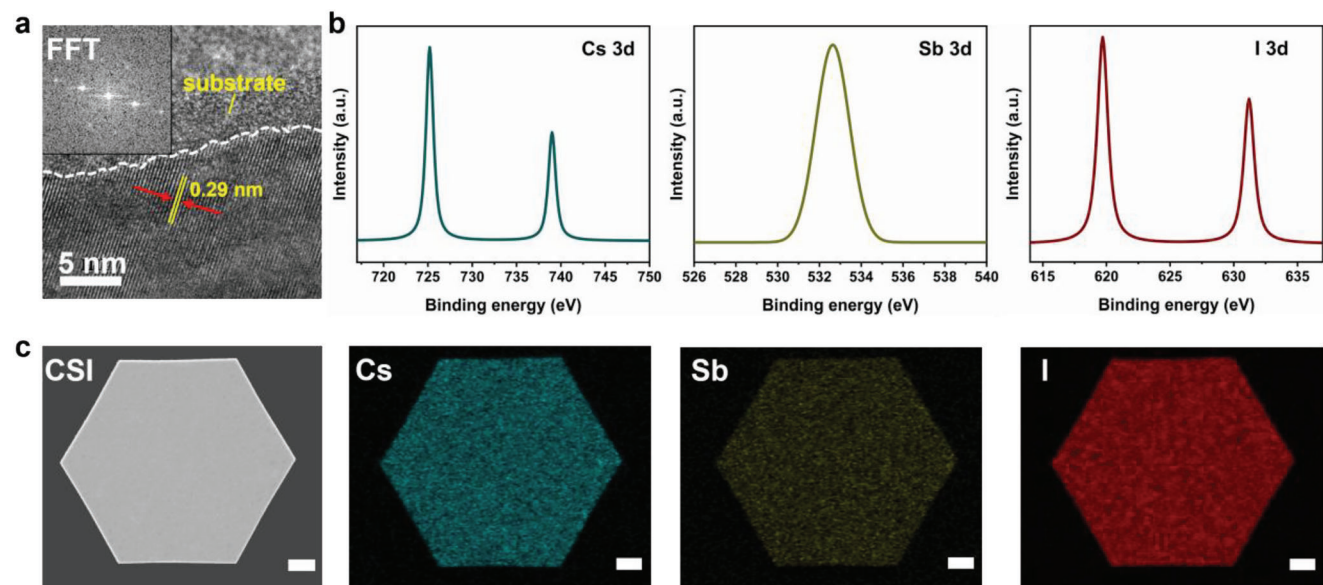 a
FFT
substrate
0.29 nm
5 nm
b
Cs 3d
Intensity (a.u.)
720 725 730 735 740 745 750
Binding energy (eV)
Sb 3d
Intensity (a.u.)
526 528 530 532 534 536 538 540
Binding energy (eV)
I 3d
Intensity (a.u.)
615 620 625 630 635
Binding energy (eV)
c
CSI
Cs
Sb
I